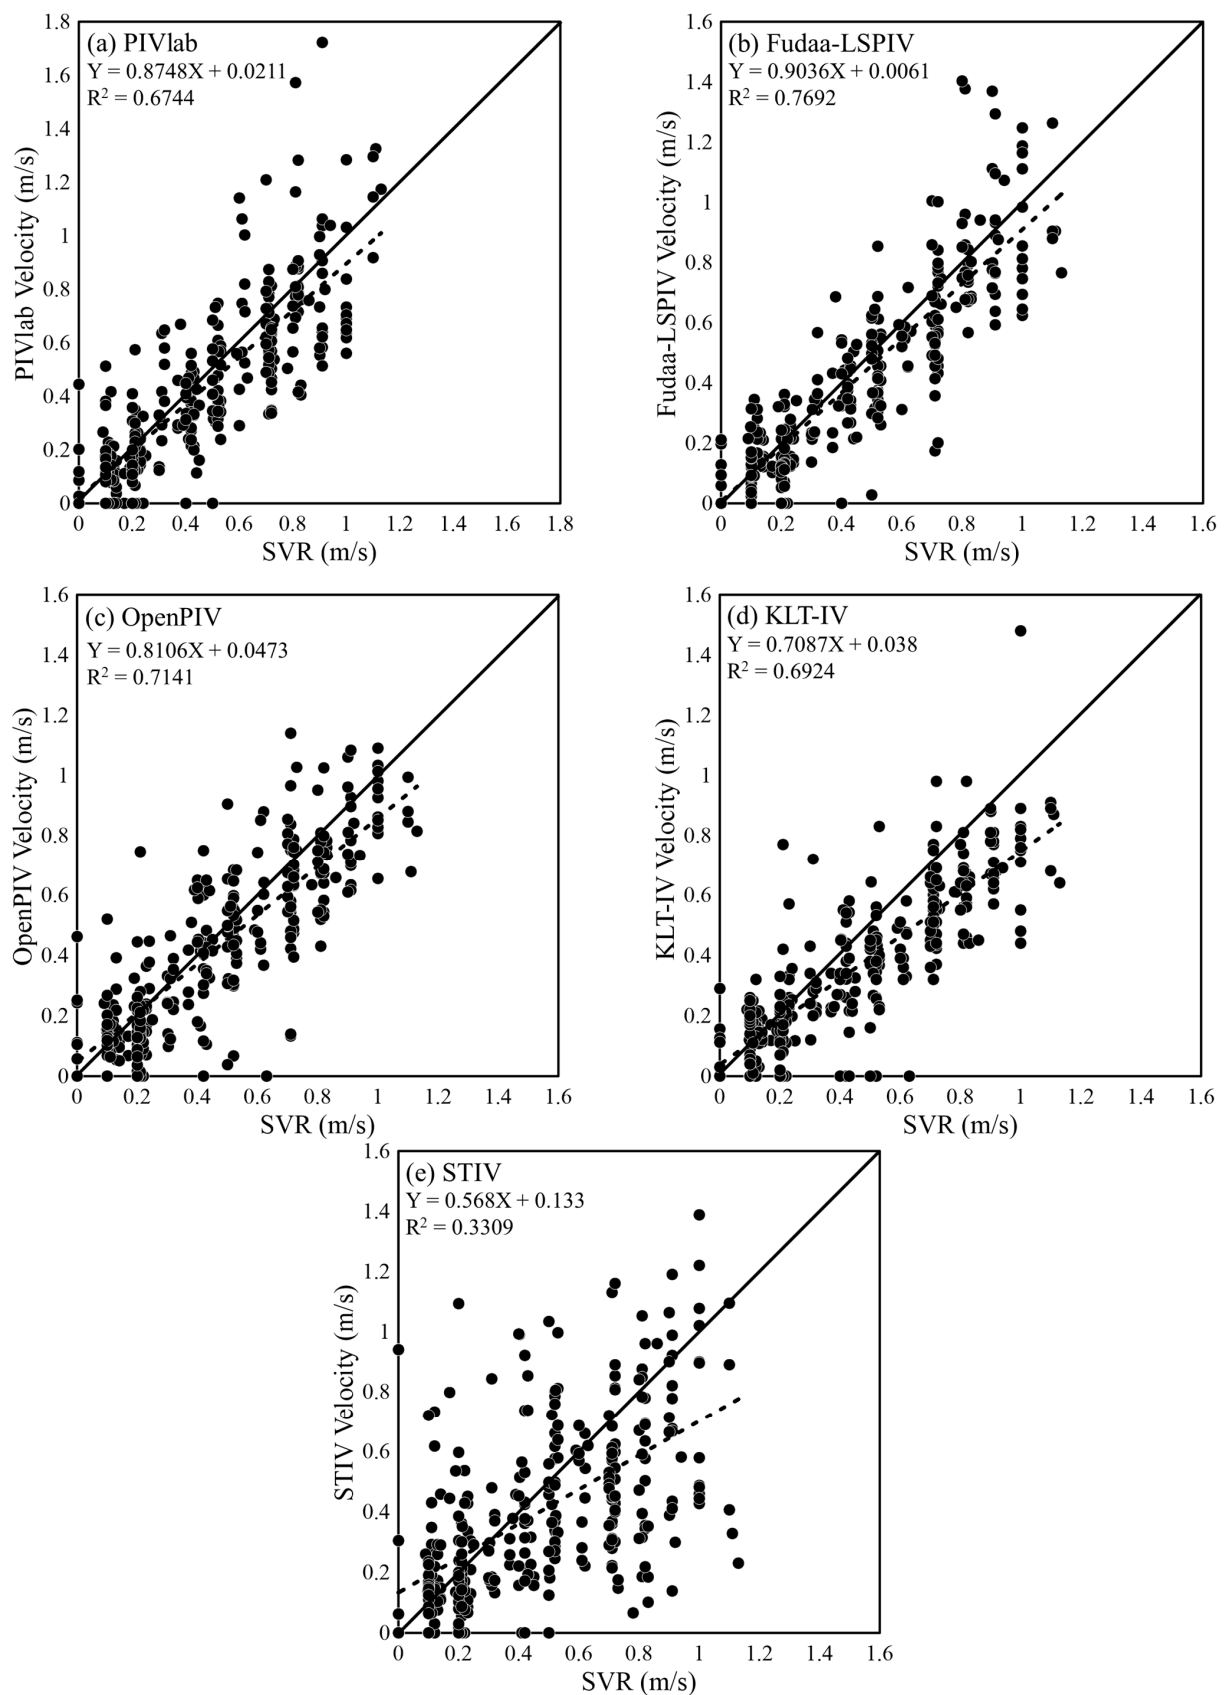 (a) PIVlab
Y = 0.8748X + 0.0211
R² = 0.6744
PIVlab Velocity (m/s)
1.8
1.6
1.4
1.2
1
0.8
0.6
0.4
0.2
0
0 0.2 0.4 0.6 0.8 1 1.2 1.4 1.6 1.8
SVR (m/s)
(b) Fudaa-LSPIV
Y = 0.9036X + 0.0061
R² = 0.7692
Fudaa-LSPIV Velocity (m/s)
1.6
1.4
1.2
1
0.8
0.6
0.4
0.2
0
0 0.2 0.4 0.6 0.8 1 1.2 1.4 1.6
SVR (m/s)
(c) OpenPIV
Y = 0.8106X + 0.0473
R² = 0.7141
OpenPIV Velocity (m/s)
1.6
1.4
1.2
1
0.8
0.6
0.4
0.2
0
0 0.2 0.4 0.6 0.8 1 1.2 1.4 1.6
SVR (m/s)
(d) KLT-IV
Y = 0.7087X + 0.038
R² = 0.6924
KLT-IV Velocity (m/s)
1.6
1.4
1.2
1
0.8
0.6
0.4
0.2
0
0 0.2 0.4 0.6 0.8 1 1.2 1.4 1.6
SVR (m/s)
(e) STIV
Y = 0.568X + 0.133
R² = 0.3309
STIV Velocity (m/s)
1.6
1.4
1.2
1
0.8
0.6
0.4
0.2
0
0 0.2 0.4 0.6 0.8 1 1.2 1.4 1.6
SVR (m/s)